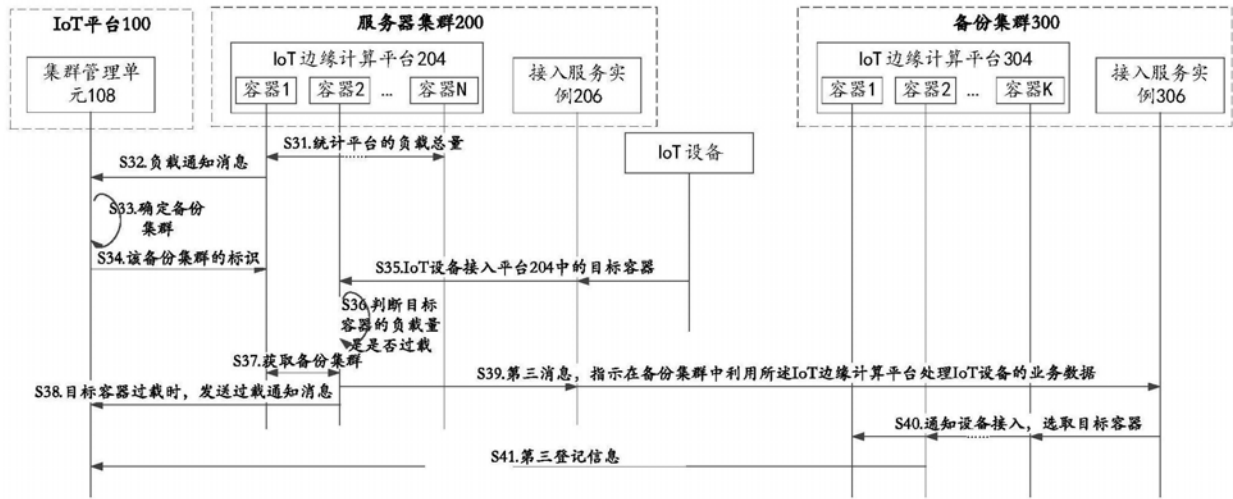 IoT平台100
服务器集群200
备份集群300
集群管理单
元108
IoT边缘计算平台204
容器1
容器2
...
容器N
接入服务实
例206
IoT边缘计算平台304
容器1
容器2
...
容器K
接入服务实
例306
S31.统计平台的负载总量
IoT设备
S32.负载通知消息
S33.确定备份
集群
S34.该备份集群的标识
S35.IoT设备接入平台204中的目标容器
S36判断目标
容器的负载量
是是否过载
S37.获取备份集群
S38.目标容器过载时，发送过载通知消息
S39.第三消息，指示在备份集群中利用所述IoT边缘计算平台处理IoT设备的业务数据
S40.通知设备接入，选取目标容器
S41.第三登记信息